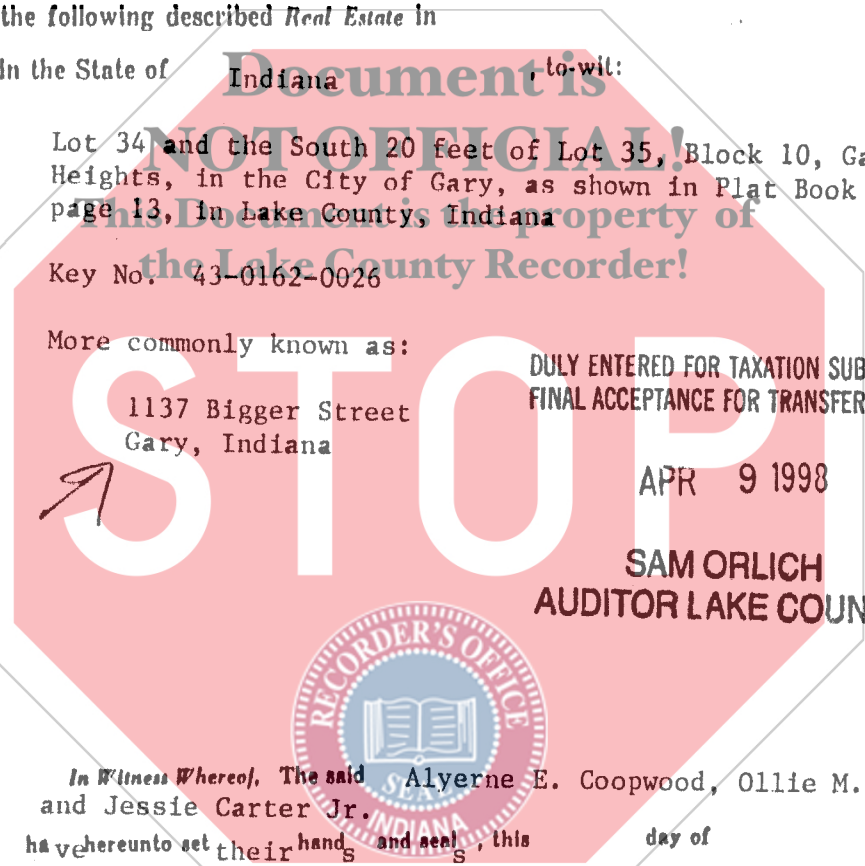 the following described Real Estate in
In the State of Indiana , to-wit:
Document is
NOT OFFICIAL!
This Document is the property of
the Lake County Recorder!
Lot 34 and the South 20 feet of Lot 35, Block 10, Ga
Heights, in the City of Gary, as shown in Plat Book
page 13, in Lake County, Indiana
Key No. 43-0162-0026
More commonly known as:
1137 Bigger Street
Gary, Indiana
DULY ENTERED FOR TAXATION SUB
FINAL ACCEPTANCE FOR TRANSFER
APR 9 1998
SAM ORLICH
AUDITOR LAKE COUN
STOP
RECORDER'S OFFICE
SEAL
INDIANA
In Witness Whereof, The said Alyerne E. Coopwood, Ollie M.
and Jessie Carter Jr.
have hereunto set their hands and seals, this day of